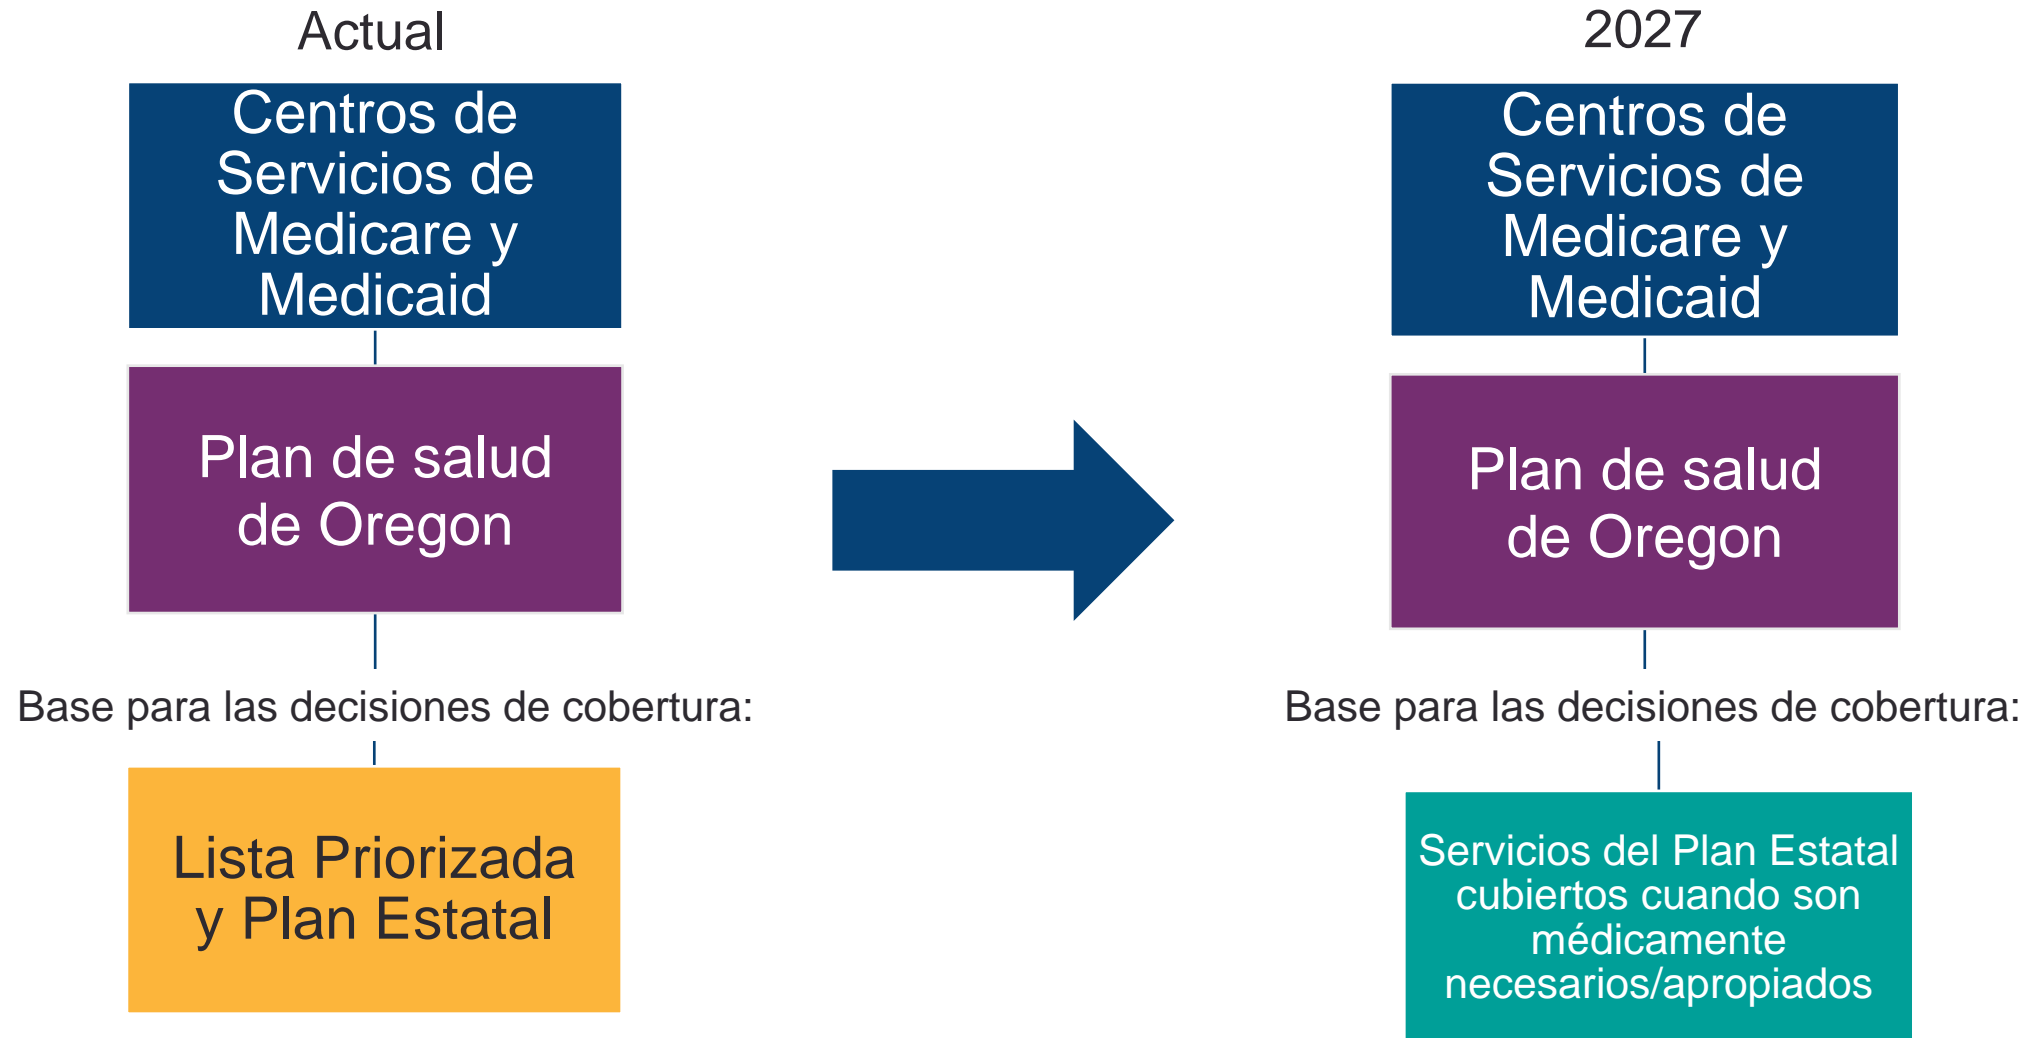 Actual
Centros de
Servicios de
Medicare y
Medicaid
Plan de salud
de Oregon
Base para las decisiones de cobertura:
Lista Priorizada
y Plan Estatal
2027
Centros de
Servicios de
Medicare y
Medicaid
Plan de salud
de Oregon
Base para las decisiones de cobertura:
Servicios del Plan Estatal
cubiertos cuando son
médicamente
necesarios/apropiados